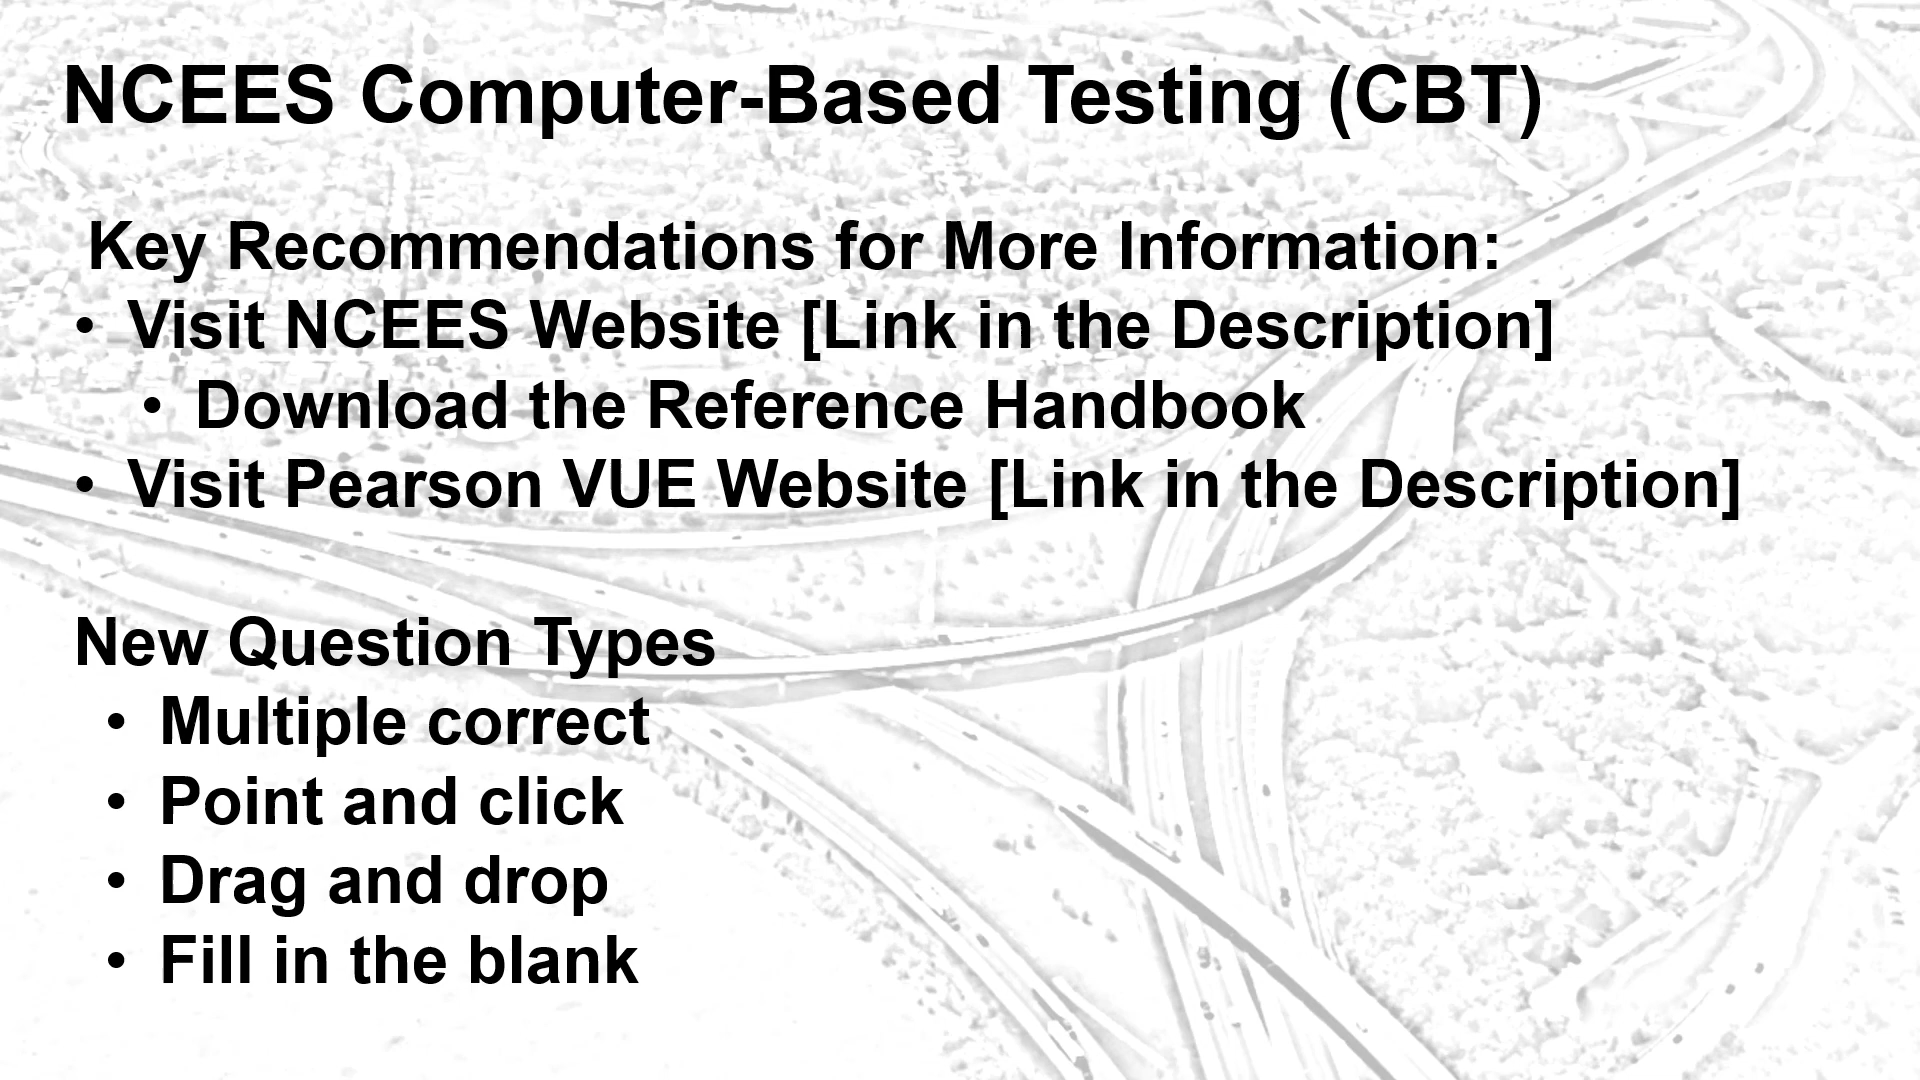 NCEES Computer-Based Testing (CBT)
Key Recommendations for More Information:
• Visit NCEES Website [Link in the Description]
• Download the Reference Handbook
• Visit Pearson VUE Website [Link in the Description]
New Question Types
• Multiple correct
• Point and click
• Drag and drop
• Fill in the blank